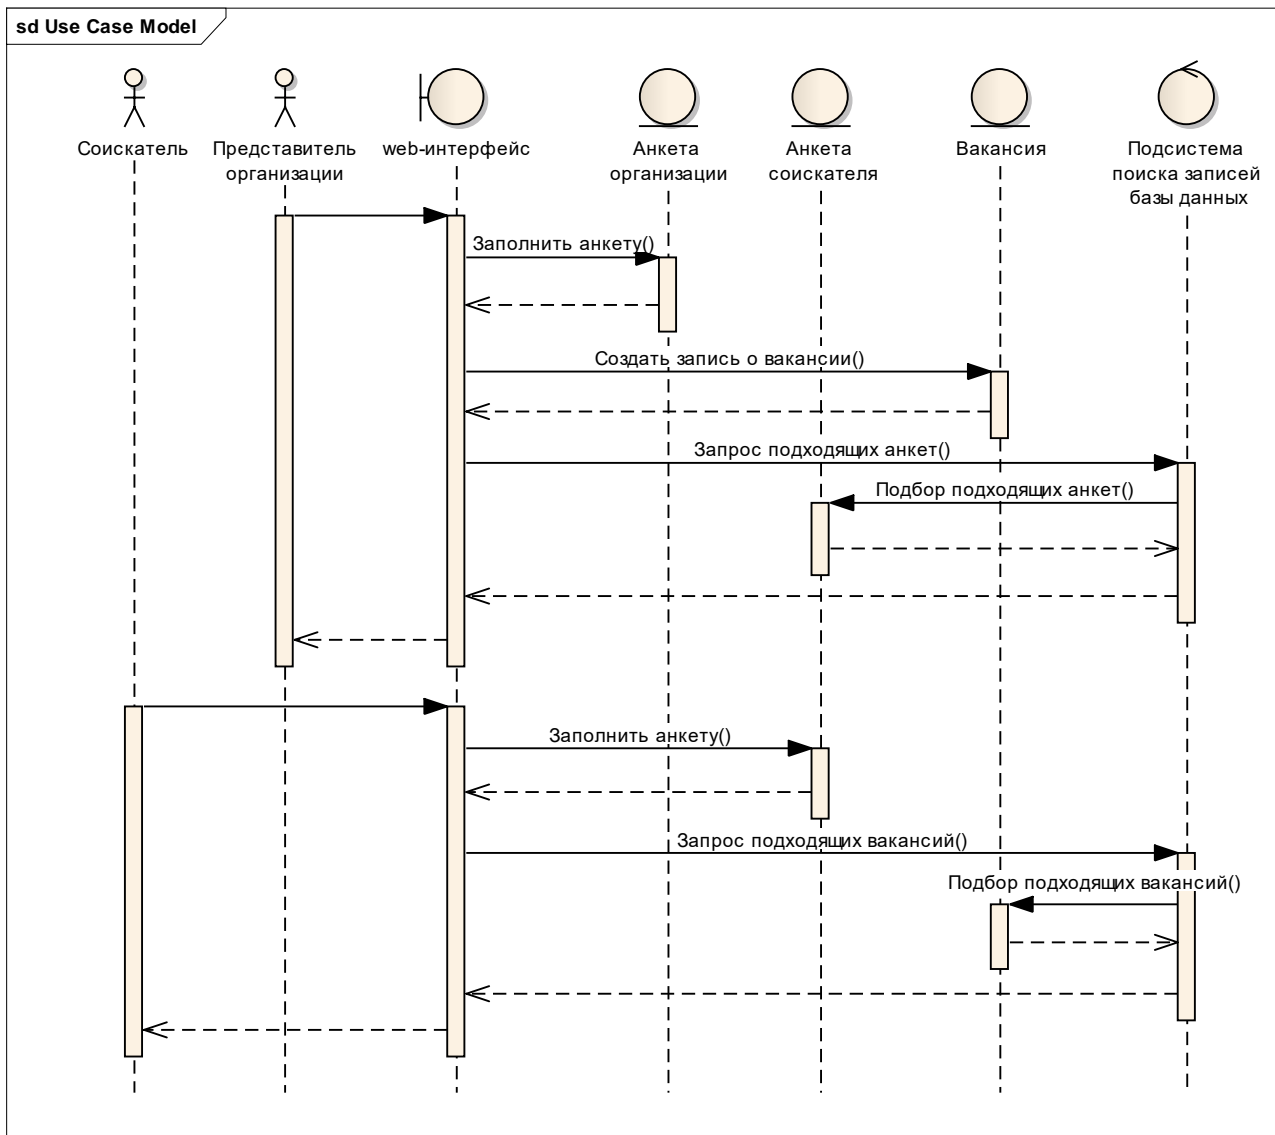 sd Use Case Model
Соискатель
Представитель
организации
web-интерфейс
Анкета
организации
Анкета
соискателя
Вакансия
Подсистема
поиска записей
базы данных
Заполнить анкету()
Создать запись о вакансии()
Запрос подходящих анкет()
Подбор подходящих анкет()
Заполнить анкету()
Запрос подходящих вакансий()
Подбор подходящих вакансий()